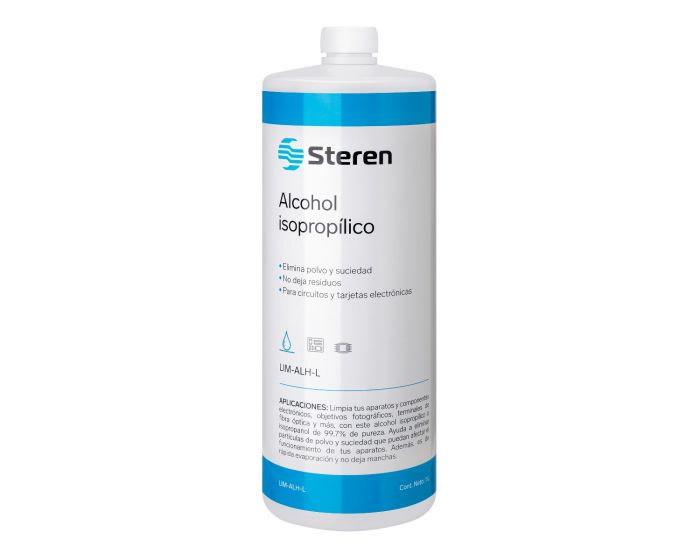 Steren
Alcohol
isopropílico
• Elimina polvo y suciedad
• No deja residuos
• Para circuitos y tarjetas electrónicas
LIM-ALH-L
APLICACIONES: Limpia tus aparatos y componentes
electrónicos, objetivos fotográficos, terminales de
fibra óptica y más, con este alcohol isopropílico o
isopropanol de 99.7% de pureza. Ayuda a eliminar
partículas de polvo y suciedad que puedan afectar el
funcionamiento de tus aparatos. Además, es de
rápida evaporación y no deja manchas.
LIM-ALH-L
Cont. Neto: 1 L